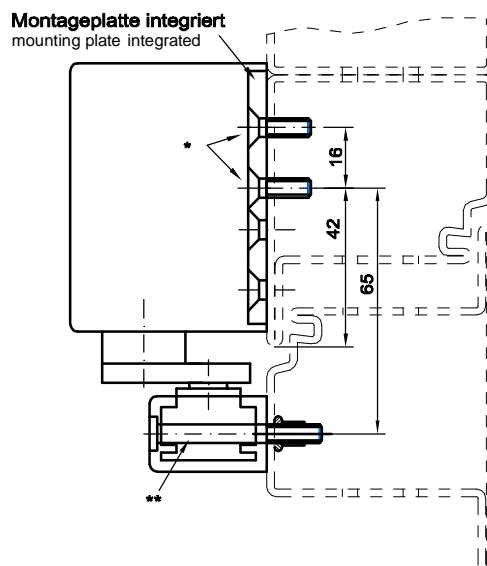 Montageplatte integriert
mounting plate integrated
*
16
42
65
**